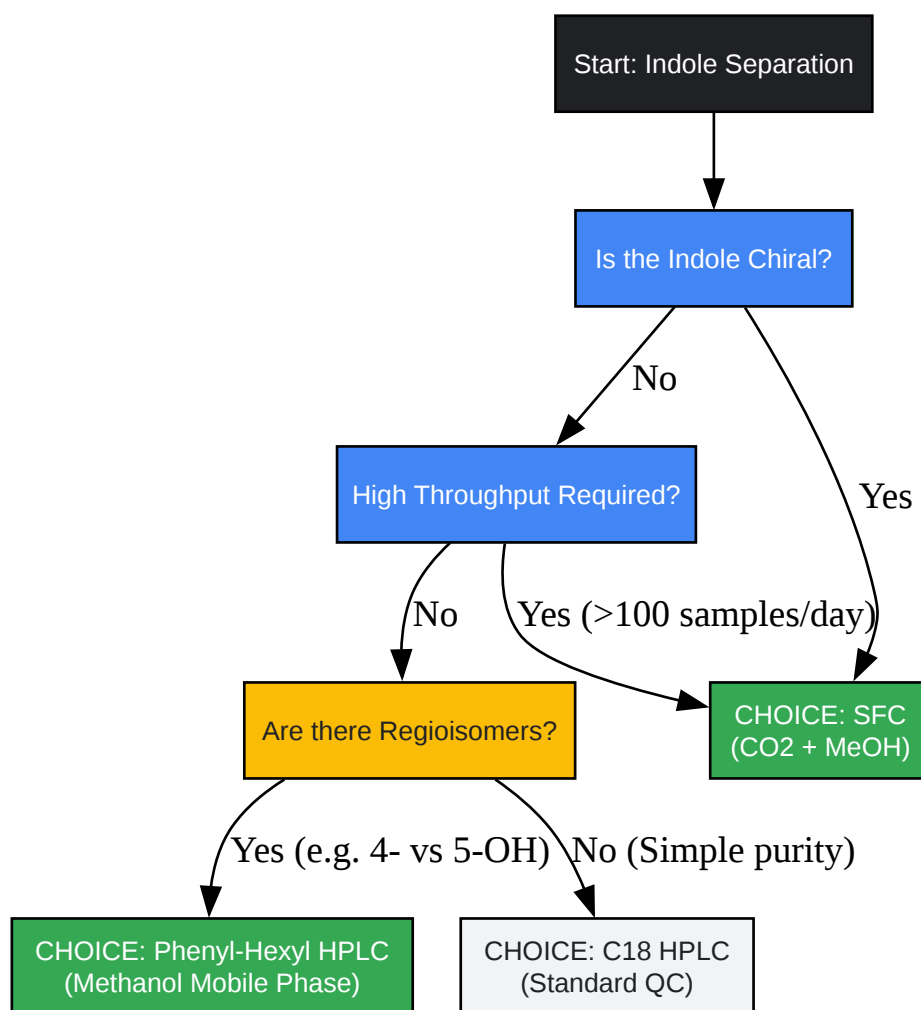 Start: Indole Separation
Is the Indole Chiral?
No
Yes
High Throughput Required?
No
Yes (>100 samples/day)
Are there Regioisomers?
CHOICE: SFC
(CO2 + MeOH)
Yes (e.g. 4- vs 5-OH)
No (Simple purity)
CHOICE: Phenyl-Hexyl HPLC
(Methanol Mobile Phase)
CHOICE: C18 HPLC
(Standard QC)